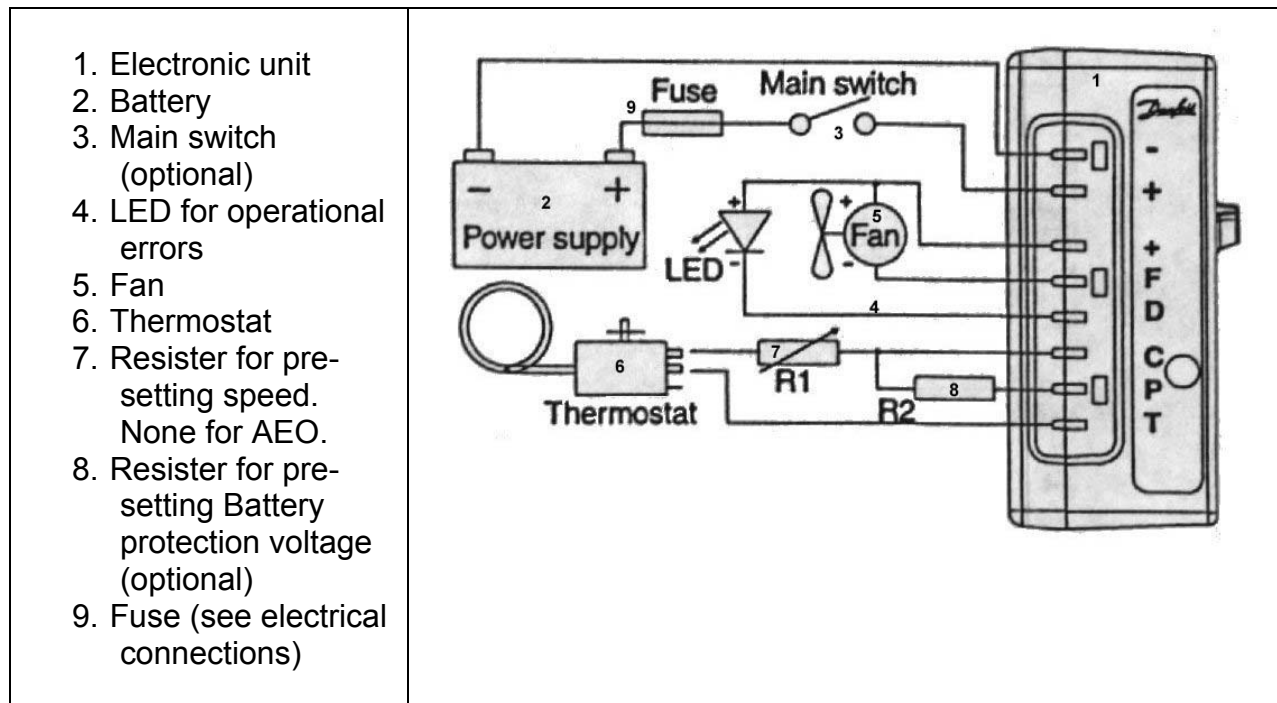 1. Electronic unit
2. Battery
3. Main switch
(optional)
4. LED for operational
errors
5. Fan
6. Thermostat
7. Resister for pre-
setting speed.
None for AEO.
8. Resister for pre-
setting Battery
protection voltage
(optional)
9. Fuse (see electrical
connections)
1
Danfoss
Main switch
Fuse
9
3
-
+
- +
2
Power supply
+
+
5
Fan
-
LED -
4
+
F
D
C
P
T
7
R1
6
8
R2
Thermostat